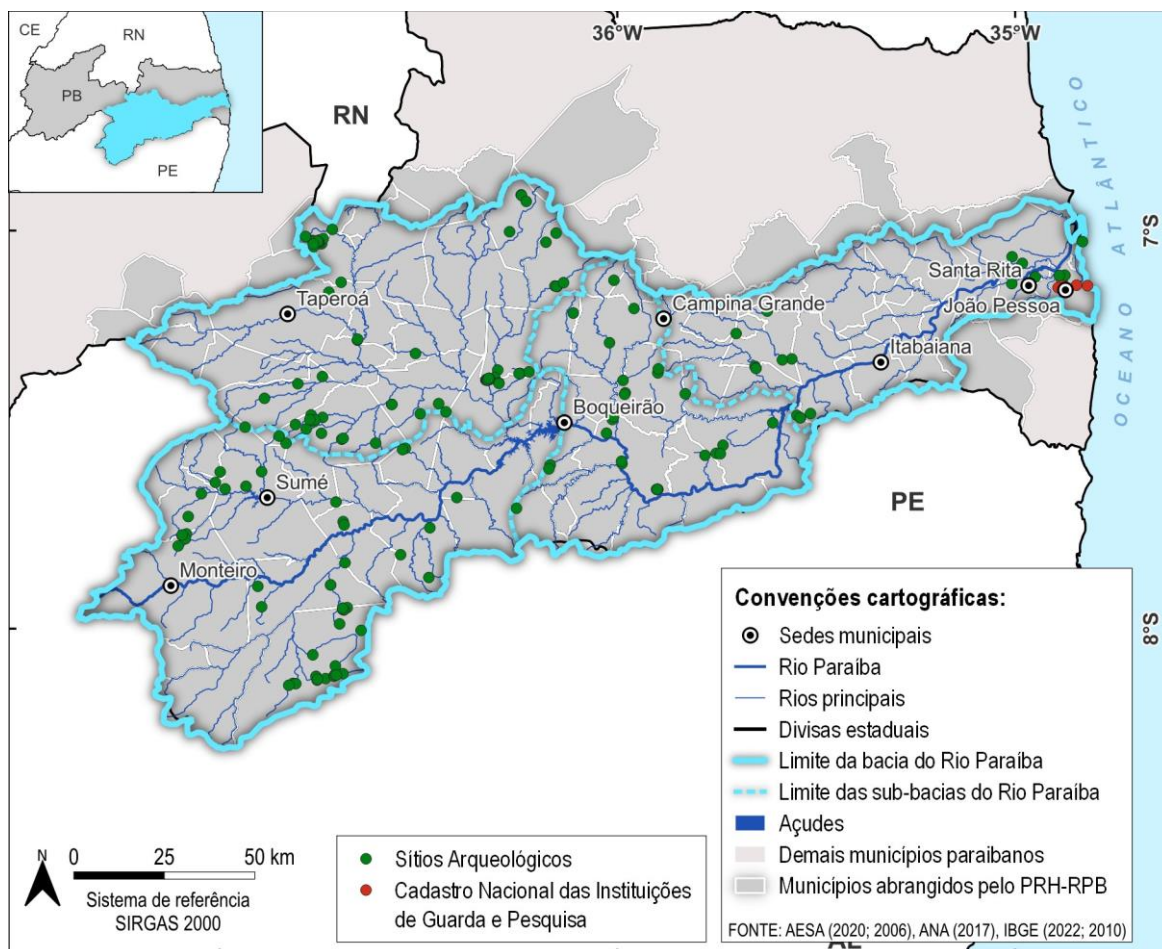 CE
RN
PB
PE
36°W
35°W
RN
OCEANO ATLÂNTICO
7°S
Santa Rita
João Pessoa
Taperoá
Campina Grande
Itabaiana
Boqueirão
Sumé
PE
Monteiro
8°S
Convenções cartográficas:
Sedes municipais
Rio Paraíba
Rios principais
Divisas estaduais
Limite da bacia do Rio Paraíba
Limite das sub-bacias do Rio Paraíba
Açudes
Demais municípios paraibanos
Municípios abrangidos pelo PRH-RPB
FONTE: AESA (2020; 2006), ANA (2017), IBGE (2022; 2010)
N
0 25 50 km
Sistema de referência
SIRGAS 2000
Sítios Arqueológicos
Cadastro Nacional das Instituições
de Guarda e Pesquisa